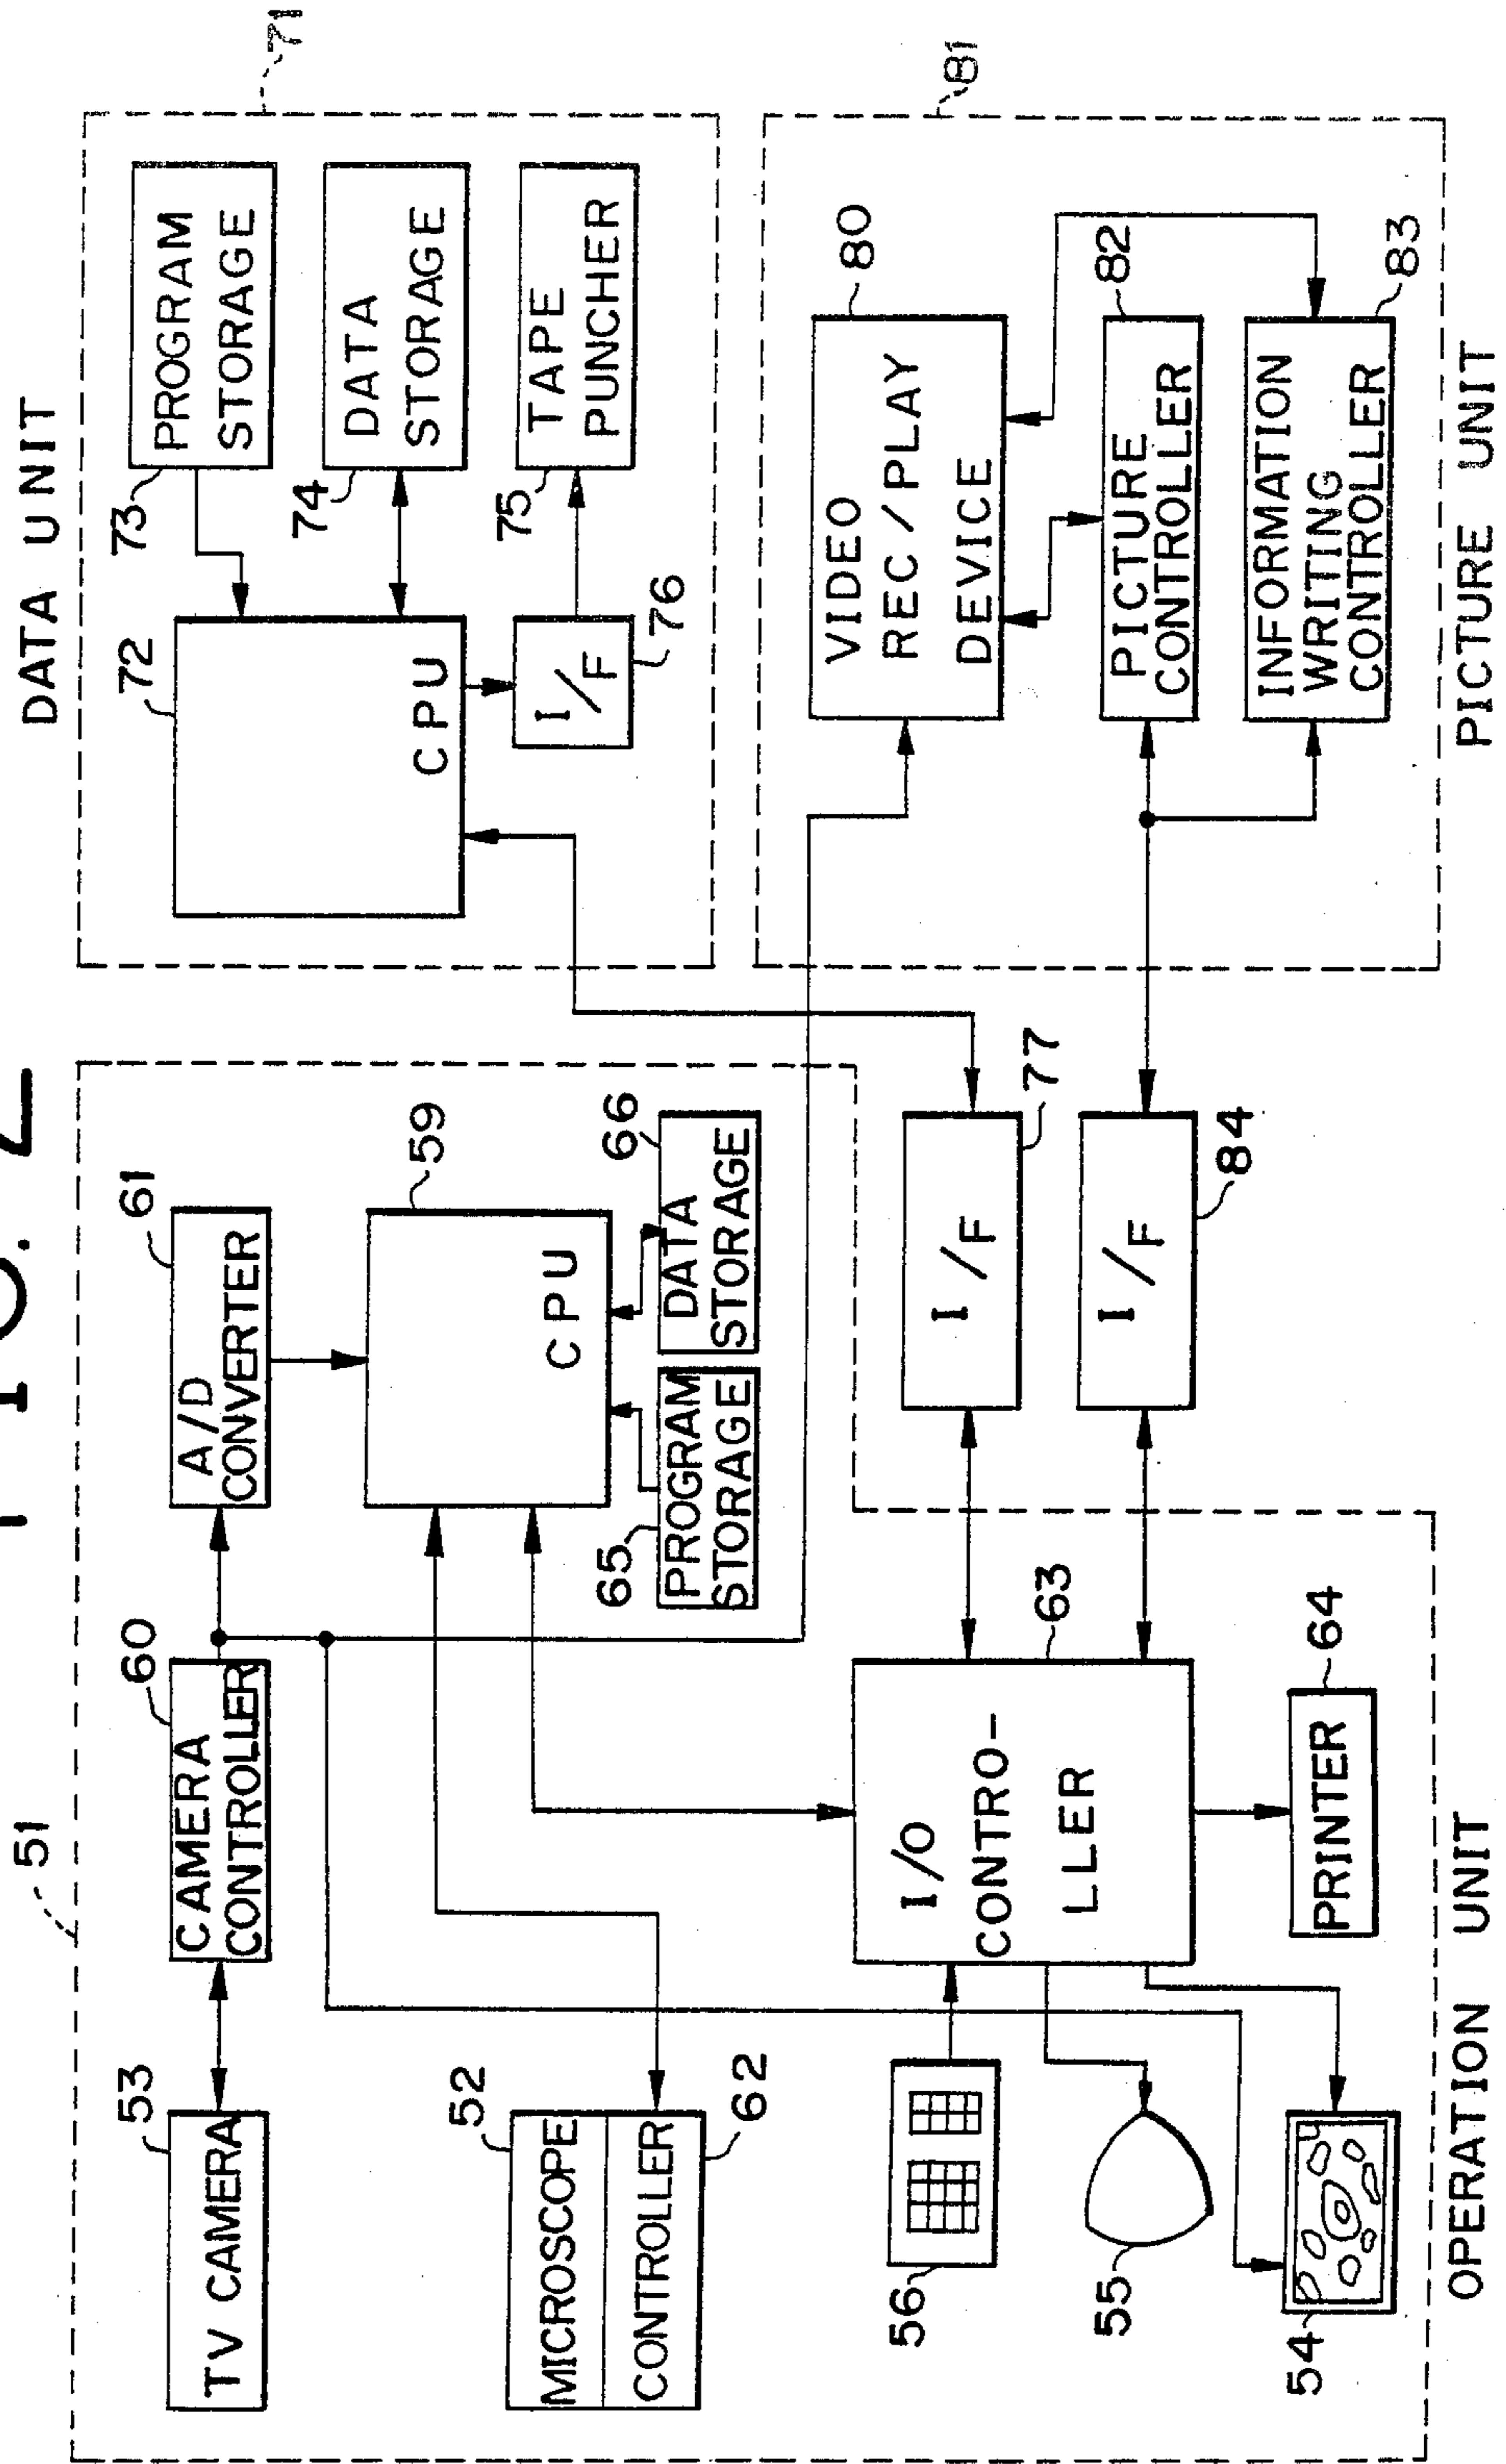 FIG. 2
51
53
TV CAMERA
60
CAMERA
CONTROLLER
61
A/D
CONVERTER
52
MICROSCOPE
CONTROLLER
62
59
CPU
65
PROGRAM
STORAGE
66
DATA
STORAGE
56
55
54
63
I/O
CONTRO-
LLER
64
PRINTER
OPERATION UNIT
77
I/F
84
I/F
DATA UNIT
71
72
CPU
73
PROGRAM
STORAGE
74
DATA
STORAGE
75
TAPE
PUNCHER
76
I/F
81
80
VIDEO
REC/PLAY
DEVICE
82
PICTURE
CONTROLLER
83
INFORMATION
WRITING
CONTROLLER
PICTURE UNIT